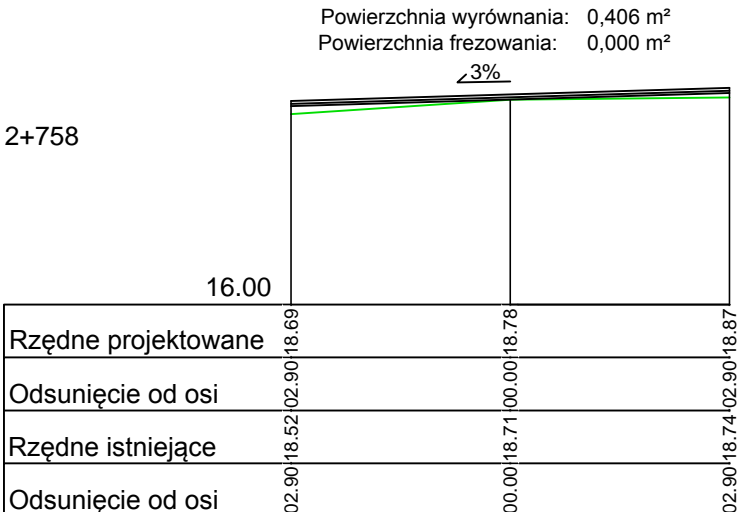 Powierzchnia wyrównania: 0,406 m²
Powierzchnia frezowania: 0,000 m²
3%
2+758
16.00
Rzędne projektowane 18.69 18.78 18.87
Odsunięcie od osi 02.90 00.00 02.90
Rzędne istniejące 18.52 18.71 18.74
Odsunięcie od osi 02.90 00.00 02.90